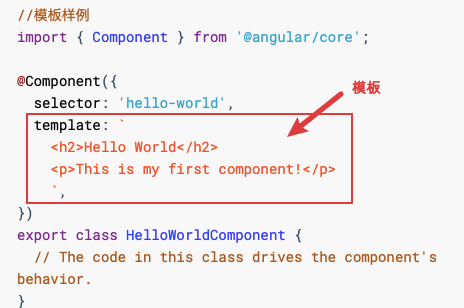 //模板样例
import { Component } from '@angular/core';
@Component({
selector: 'hello-world',
模板
template: `
<h2>Hello World</h2>
<p>This is my first component!</p>
`,
})
export class HelloWorldComponent {
// The code in this class drives the component's
behavior.
}